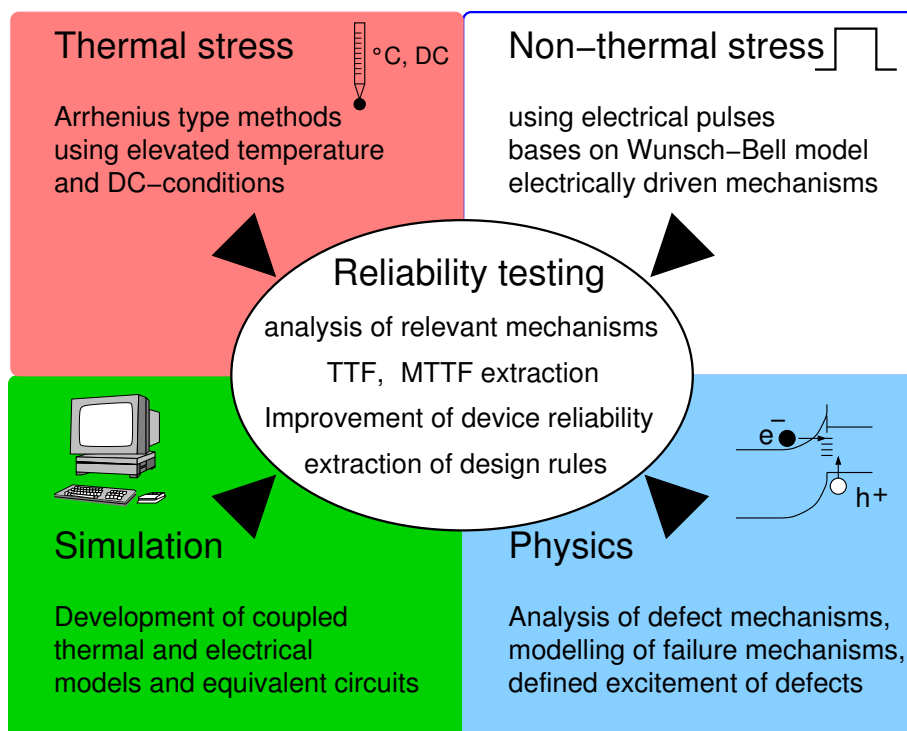 Thermal stress
°C, DC
Arrhenius type methods
using elevated temperature
and DC−conditions
Non−thermal stress
using electrical pulses
bases on Wunsch−Bell model
electrically driven mechanisms
Reliability testing
analysis of relevant mechanisms
TTF, MTTF extraction
Improvement of device reliability
extraction of design rules
Simulation
Development of coupled
thermal and electrical
models and equivalent circuits
e−
h+
Physics
Analysis of defect mechanisms,
modelling of failure mechanisms,
defined excitement of defects